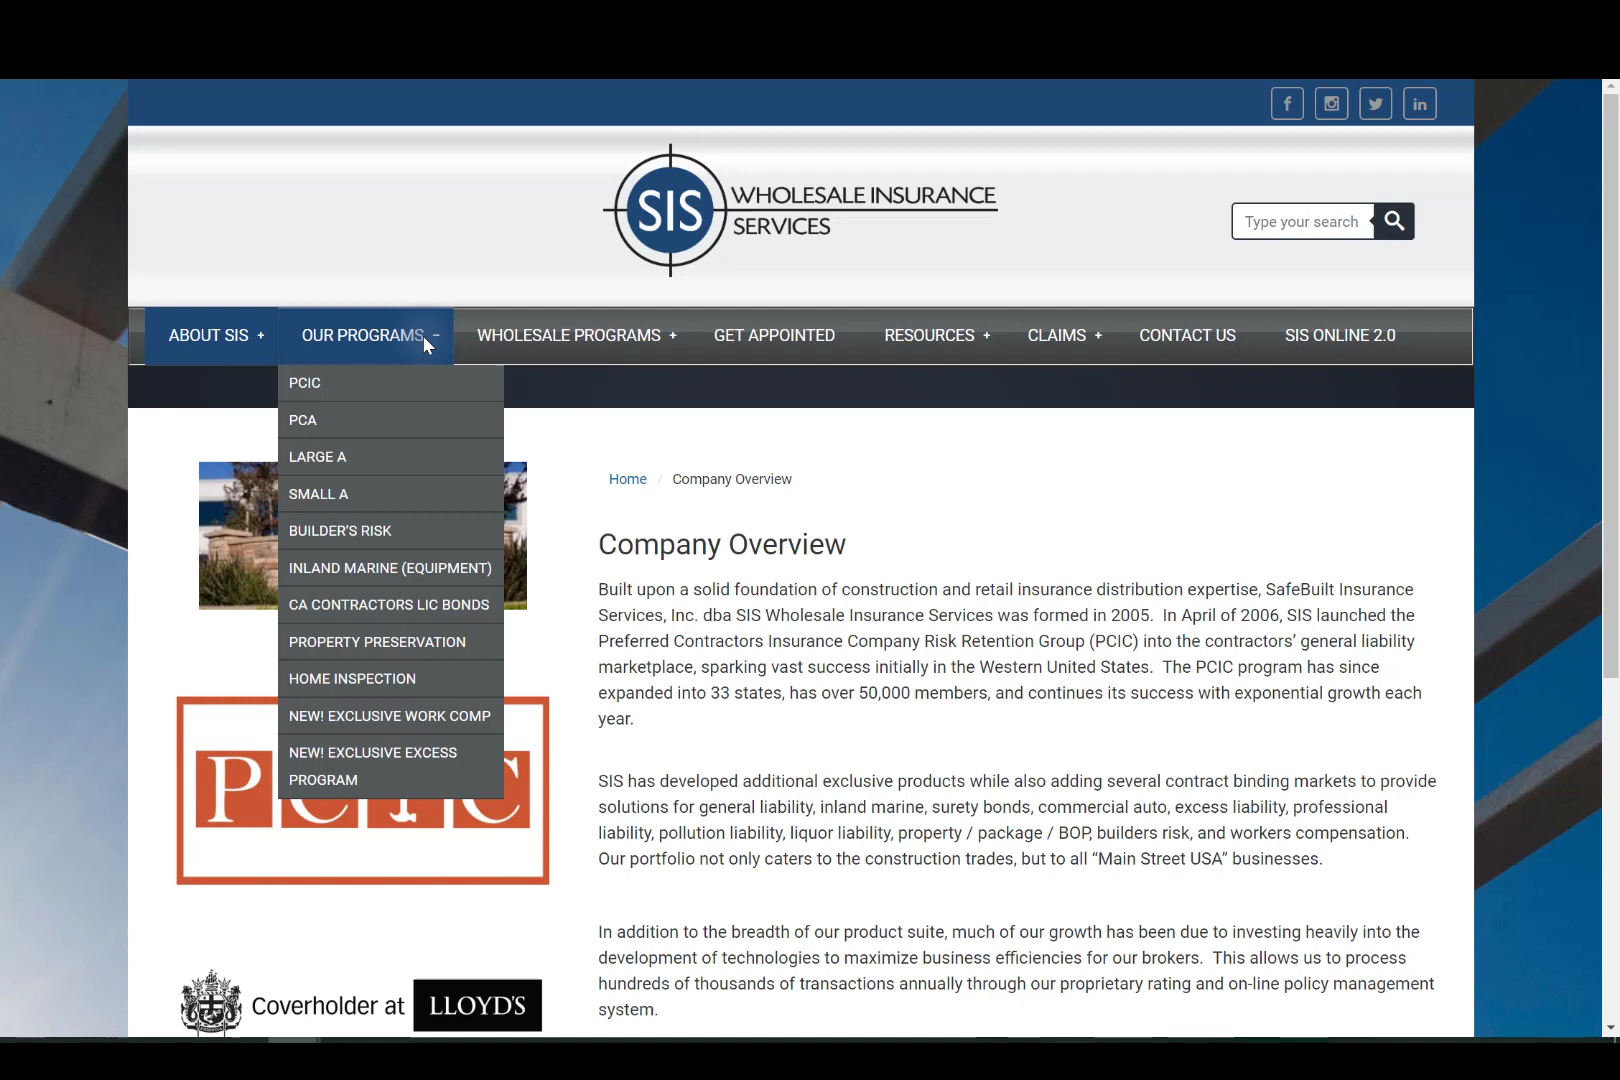 f
in
SIS
WHOLESALE INSURANCE
SERVICES
Type your search
ABOUT SIS +
OUR PROGRAMS −
WHOLESALE PROGRAMS +
GET APPOINTED
RESOURCES +
CLAIMS +
CONTACT US
SIS ONLINE 2.0
PCIC
PCA
LARGE A
SMALL A
BUILDER’S RISK
INLAND MARINE (EQUIPMENT)
CA CONTRACTORS LIC BONDS
PROPERTY PRESERVATION
HOME INSPECTION
NEW! EXCLUSIVE WORK COMP
NEW! EXCLUSIVE EXCESS
PROGRAM
PCIC
Coverholder at LLOYD'S
Home / Company Overview
Company Overview
Built upon a solid foundation of construction and retail insurance distribution expertise, SafeBuilt Insurance
Services, Inc. dba SIS Wholesale Insurance Services was formed in 2005.  In April of 2006, SIS launched the
Preferred Contractors Insurance Company Risk Retention Group (PCIC) into the contractors’ general liability
marketplace, sparking vast success initially in the Western United States.  The PCIC program has since
expanded into 33 states, has over 50,000 members, and continues its success with exponential growth each
year.
SIS has developed additional exclusive products while also adding several contract binding markets to provide
solutions for general liability, inland marine, surety bonds, commercial auto, excess liability, professional
liability, pollution liability, liquor liability, property / package / BOP, builders risk, and workers compensation.
Our portfolio not only caters to the construction trades, but to all “Main Street USA” businesses.
In addition to the breadth of our product suite, much of our growth has been due to investing heavily into the
development of technologies to maximize business efficiencies for our brokers.  This allows us to process
hundreds of thousands of transactions annually through our proprietary rating and on-line policy management
system.